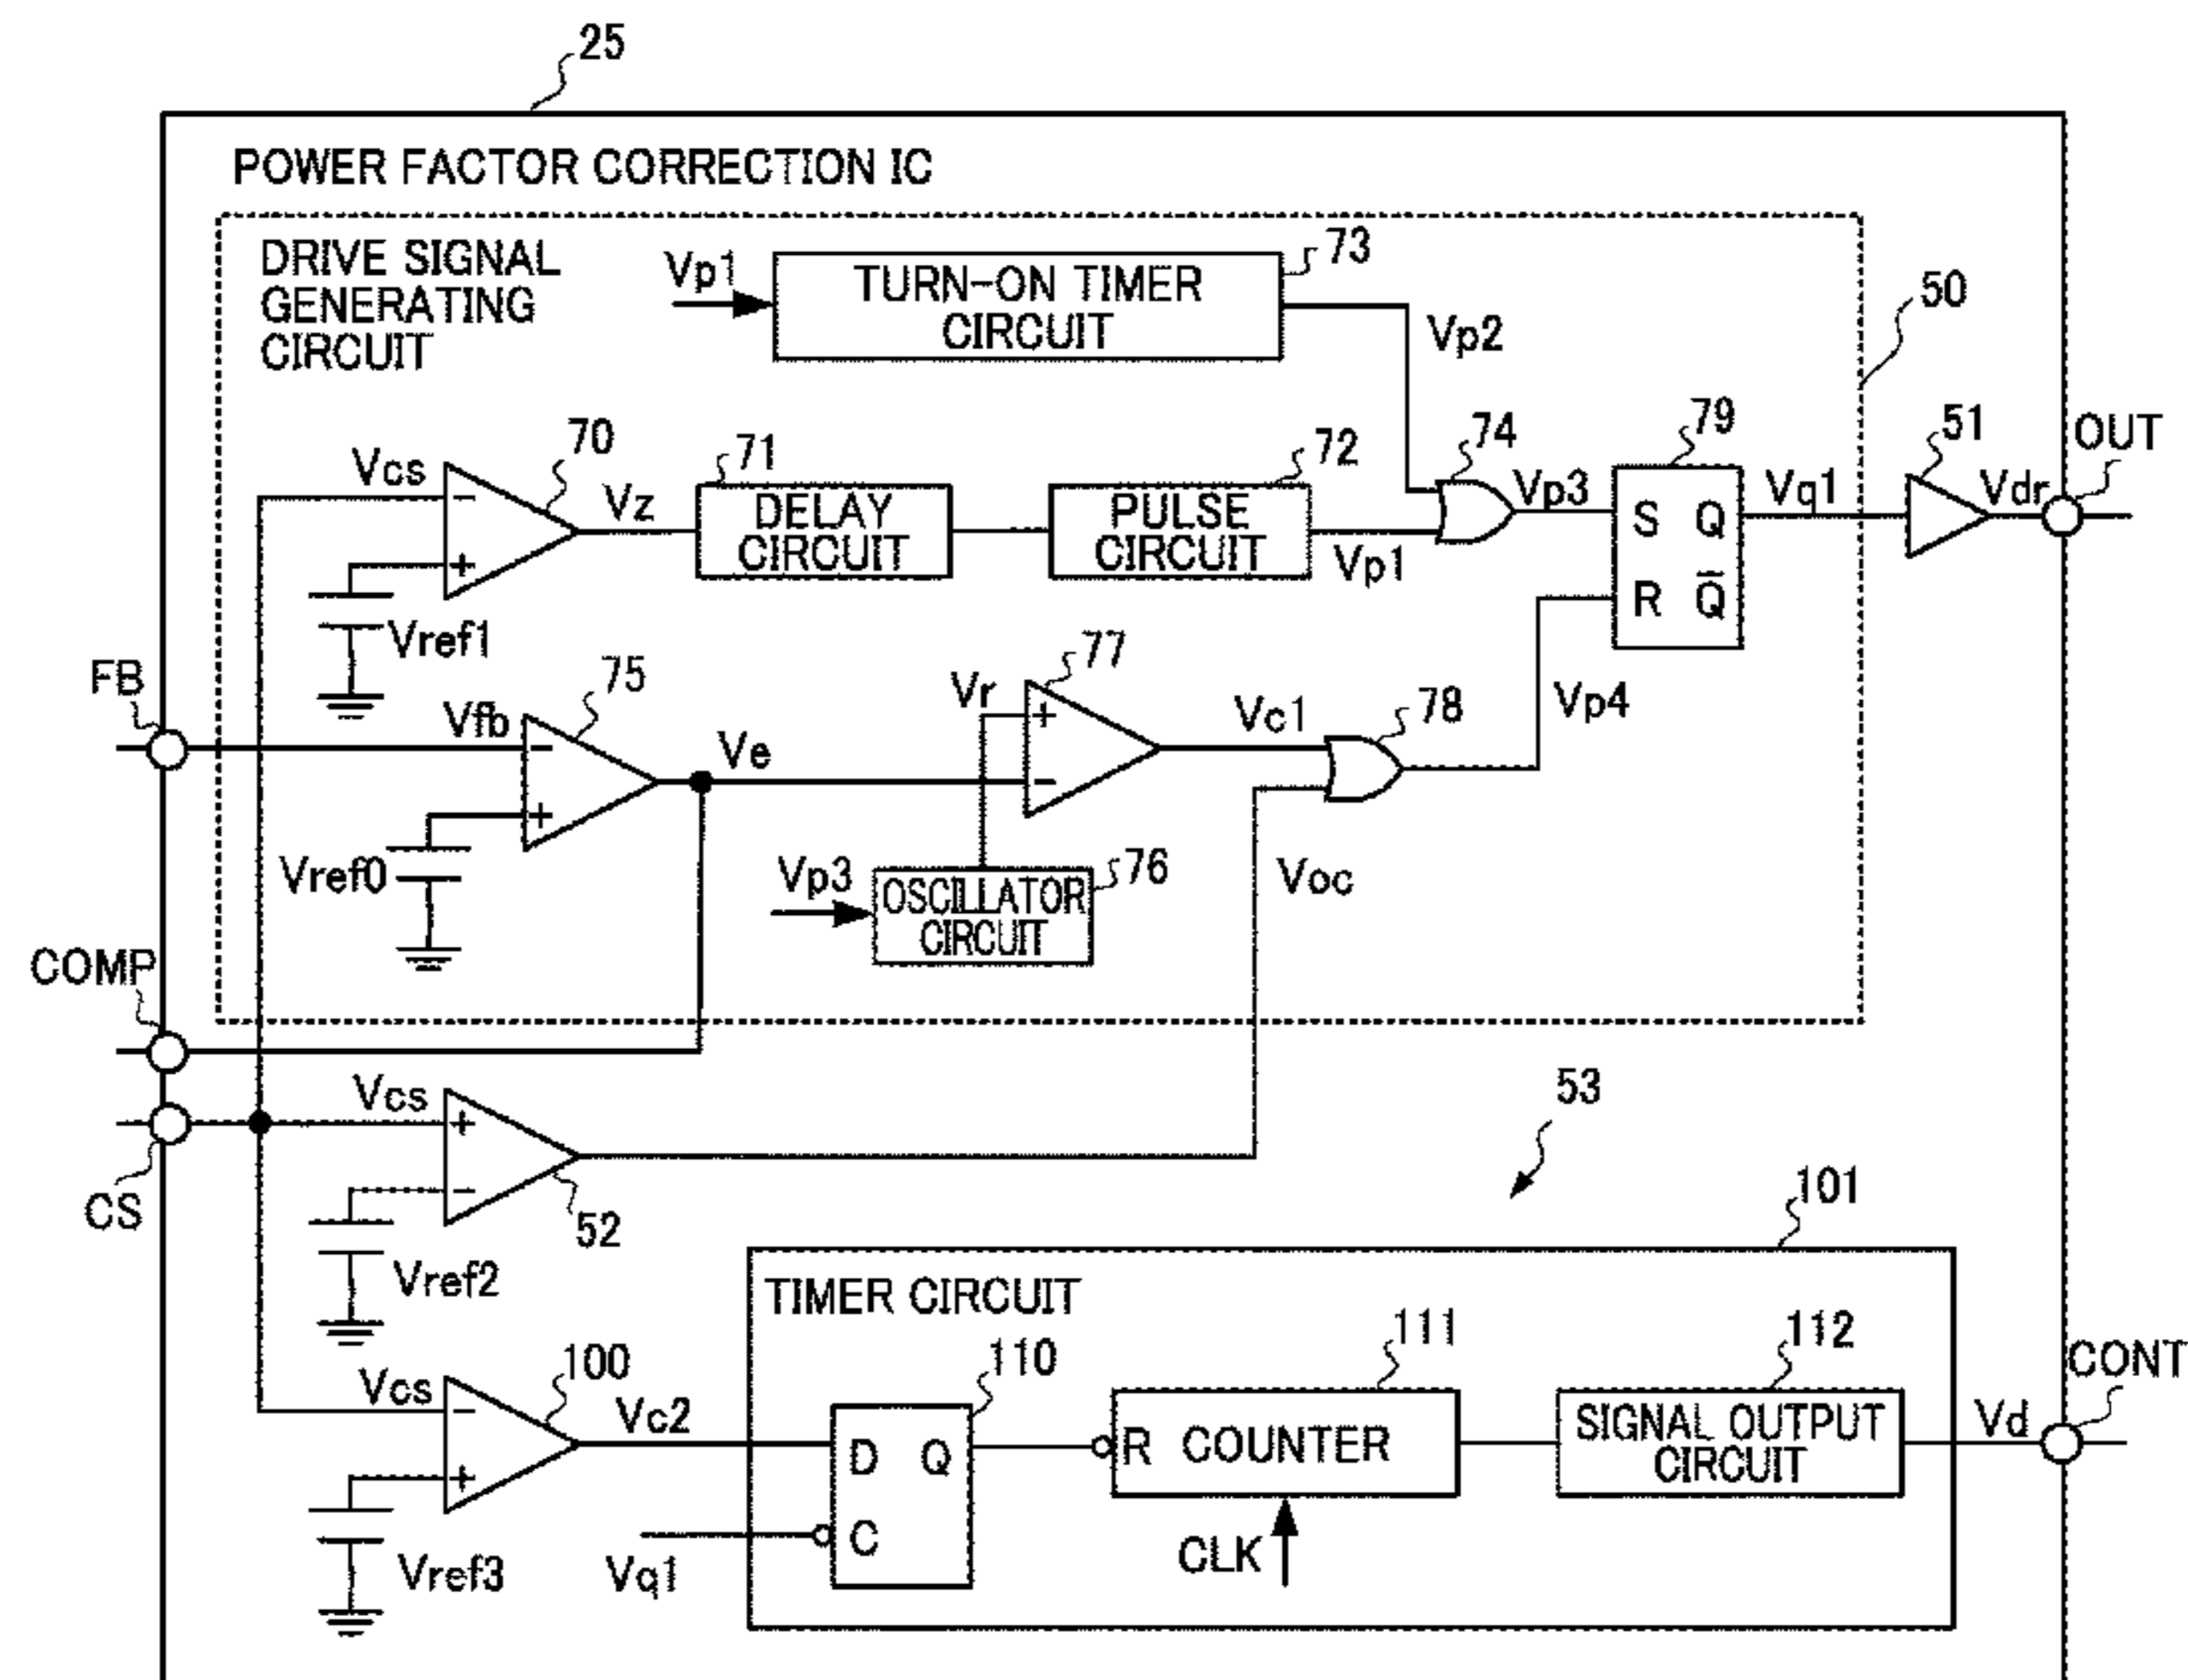 25
POWER FACTOR CORRECTION IC
DRIVE SIGNAL
GENERATING
CIRCUIT
Vp1
TURN-ON TIMER
CIRCUIT
73
Vp2
50
Vcs
-
+
70
Vz
71
DELAY
CIRCUIT
72
PULSE
CIRCUIT
Vp1
74
Vp3
79
S Q
R Q̅
Vq1
51
Vdr
OUT
Vref1
FB
Vfb
-
+
75
Ve
Vr
+
-
77
Vc1
78
Vp4
Vref0
Vp3
OSCILLATOR
CIRCUIT
76
Voc
COMP
CS
Vcs
+
-
52
Vref2
53
101
TIMER CIRCUIT
Vcs
-
+
100
Vc2
110
D Q
C
Vq1
111
R COUNTER
CLK
112
SIGNAL OUTPUT
CIRCUIT
Vd
CONT
Vref3